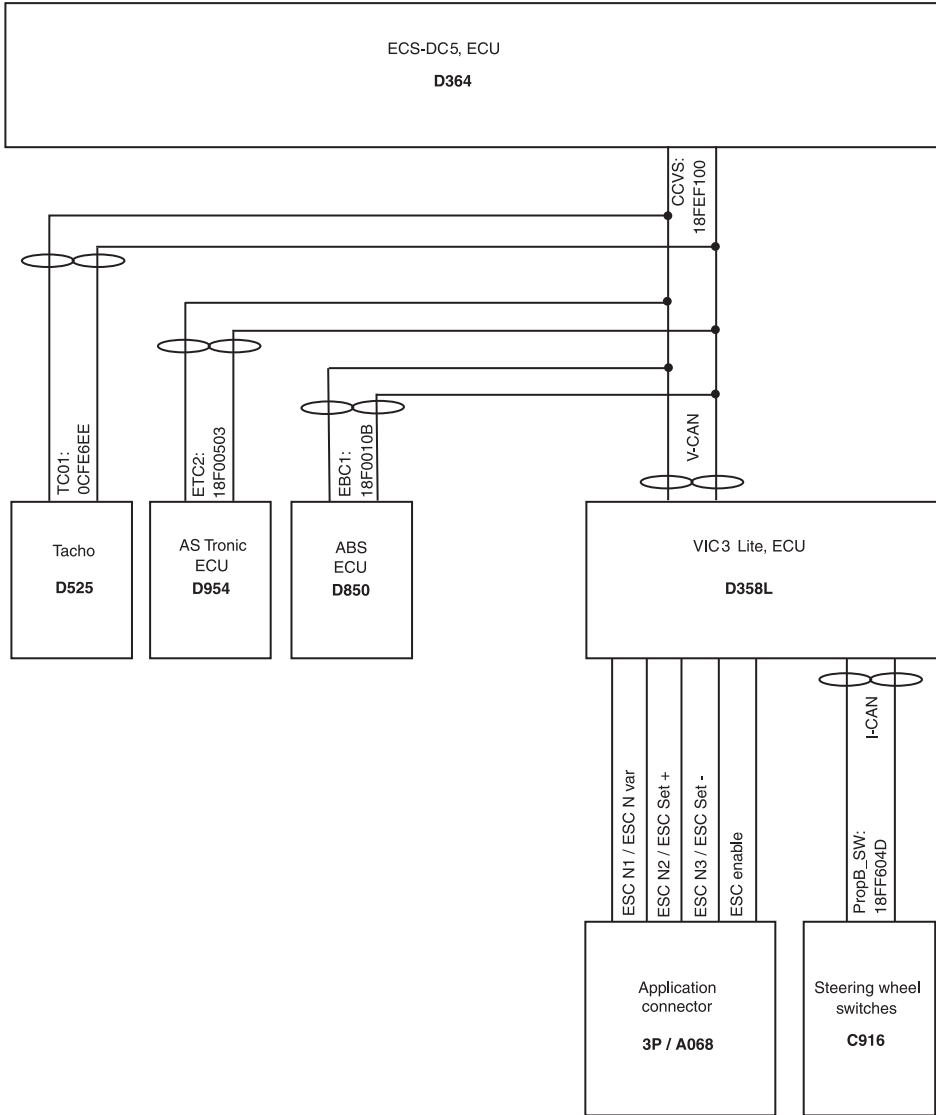 ECS-DC5, ECU
D364
CCVS:
18FEF100
TC01:
0CFE6EE
ETC2:
18F00503
EBC1:
18F0010B
V-CAN
Tacho
D525
AS Tronic
ECU
D954
ABS
ECU
D850
VIC3 Lite, ECU
D358L
ESC N1 / ESC N var
ESC N2 / ESC Set +
ESC N3 / ESC Set -
ESC enable
I-CAN
PropB_SW:
18FF604D
Application
connector
3P / A068
Steering wheel
switches
C916